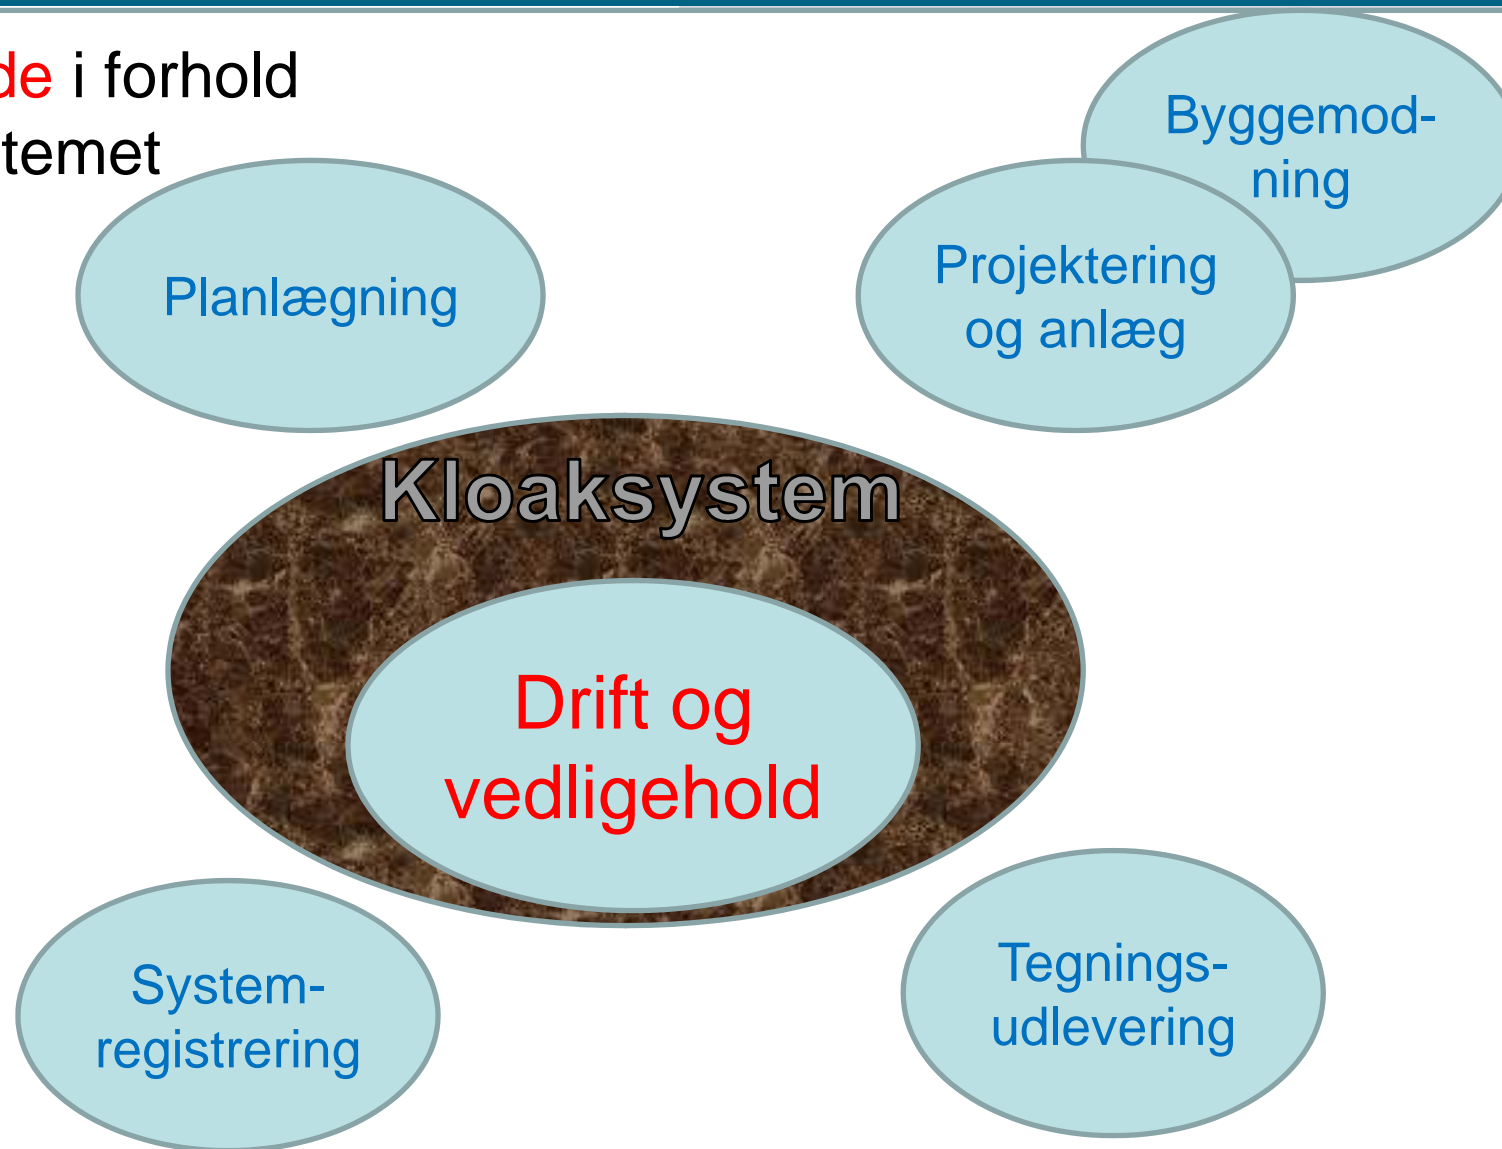 de i forhold
temet
Byggemod-
ning
Planlægning
Projektering
og anlæg
Kloaksystem
Drift og
vedligehold
System-
registrering
Tegnings-
udlevering